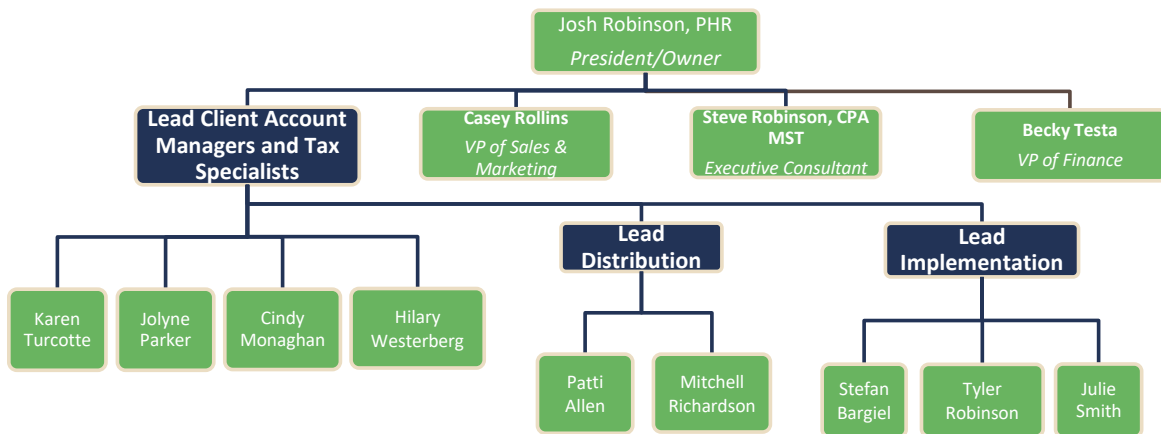 Josh Robinson, PHR
President/Owner
Lead Client Account
Managers and Tax
Specialists
Casey Rollins
VP of Sales &
Marketing
Steve Robinson, CPA
MST
Executive Consultant
Becky Testa
VP of Finance
Lead
Distribution
Lead
Implementation
Karen
Turcotte
Jolyne
Parker
Cindy
Monaghan
Hilary
Westerberg
Patti
Allen
Mitchell
Richardson
Stefan
Bargiel
Tyler
Robinson
Julie
Smith